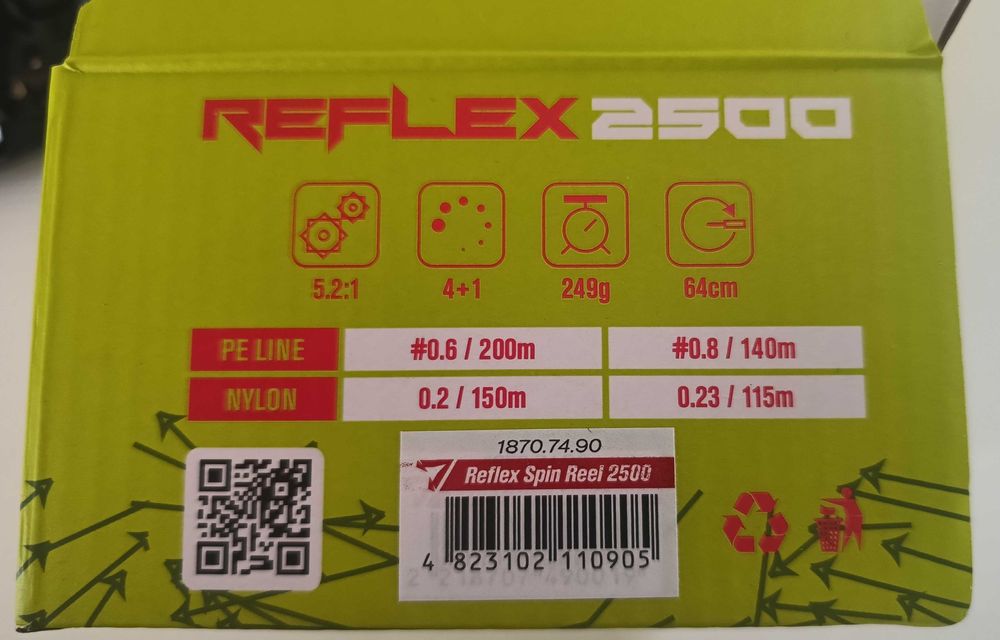 REFLEX 2500
5.2:1 4+1 249g 64cm
PE LINE #0.6 / 200m #0.8 / 140m
NYLON 0.2 / 150m 0.23 / 115m
1870.74.90
Reflex Spin Reel 2500
4 823102 110905